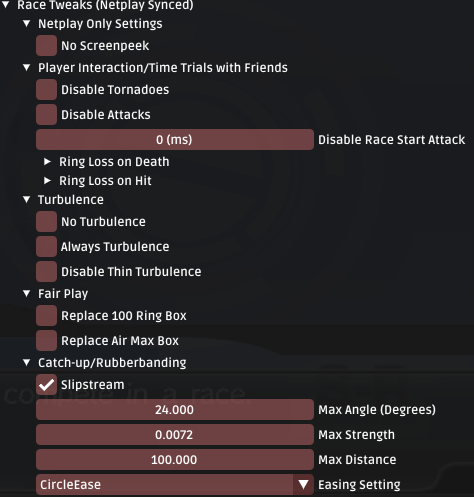 Race Tweaks (Netplay Synced)
Netplay Only Settings
No Screenpeek
Player Interaction/Time Trials with Friends
Disable Tornadoes
Disable Attacks
0 (ms) Disable Race Start Attack
Ring Loss on Death
Ring Loss on Hit
Turbulence
No Turbulence
Always Turbulence
Disable Thin Turbulence
Fair Play
Replace 100 Ring Box
Replace Air Max Box
Catch-up/Rubberbanding
Slipstream
compete in a race.
24.000 Max Angle (Degrees)
0.0072 Max Strength
100.000 Max Distance
CircleEase Easing Setting